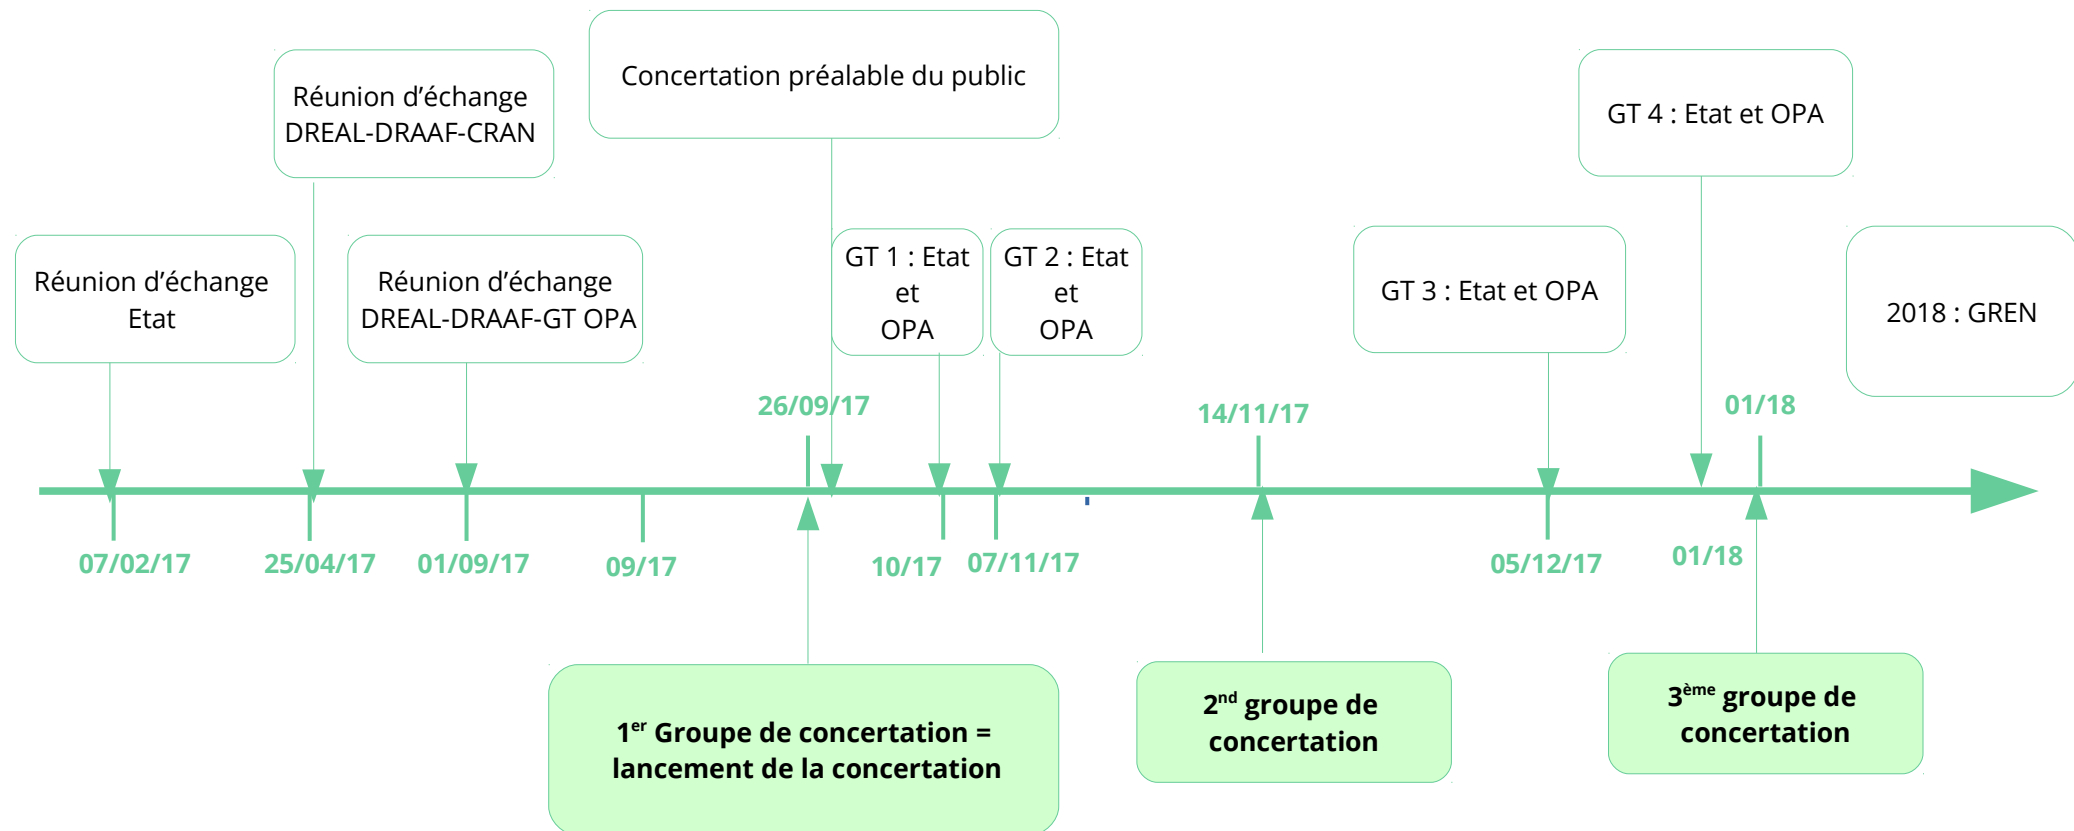 Concertation préalable du public
Réunion d’échange
DREAL-DRAAF-CRAN
GT 4 : Etat et OPA
Réunion d’échange
Etat
Réunion d’échange
DREAL-DRAAF-GT OPA
GT 1 : Etat
et
OPA
GT 2 : Etat
et
OPA
GT 3 : Etat et OPA
2018 : GREN
26/09/17
14/11/17
01/18
07/02/17
25/04/17
01/09/17
09/17
10/17
07/11/17
05/12/17
01/18
1er Groupe de concertation =
lancement de la concertation
2nd groupe de
concertation
3ème groupe de
concertation